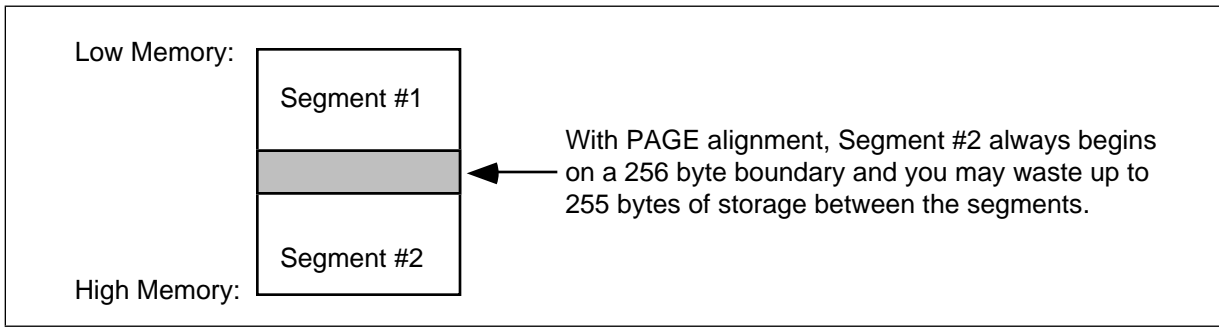 Low Memory:
Segment #1
With PAGE alignment, Segment #2 always begins
on a 256 byte boundary and you may waste up to
255 bytes of storage between the segments.
Segment #2
High Memory: